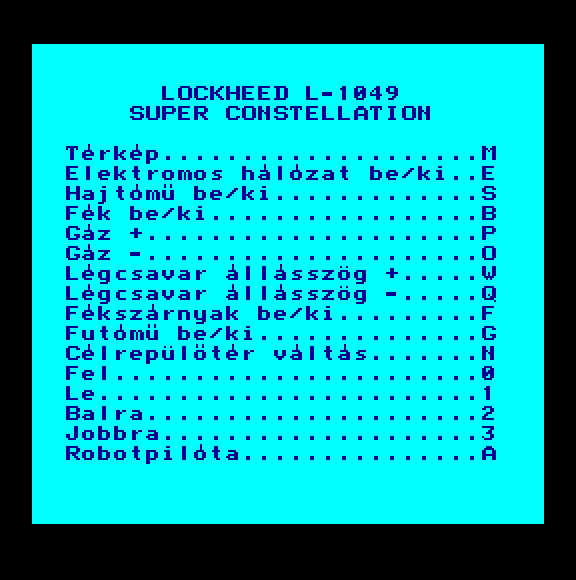 LOCKHEED L-1049
SUPER CONSTELLATION
Térkép....................M
Elektromos hálózat be/ki..E
Hajtómü be/ki.............S
Fék be/ki.................B
Gáz +.....................P
Gáz -.....................O
Légcsavar állásszög +.....W
Légcsavar állásszög -.....Q
Fékszárnyak be/ki.........F
Futómü be/ki..............G
Célrepülötér váltás.......N
Fel.......................0
Le........................1
Balra.....................2
Jobbra....................3
Robotpilóta...............A